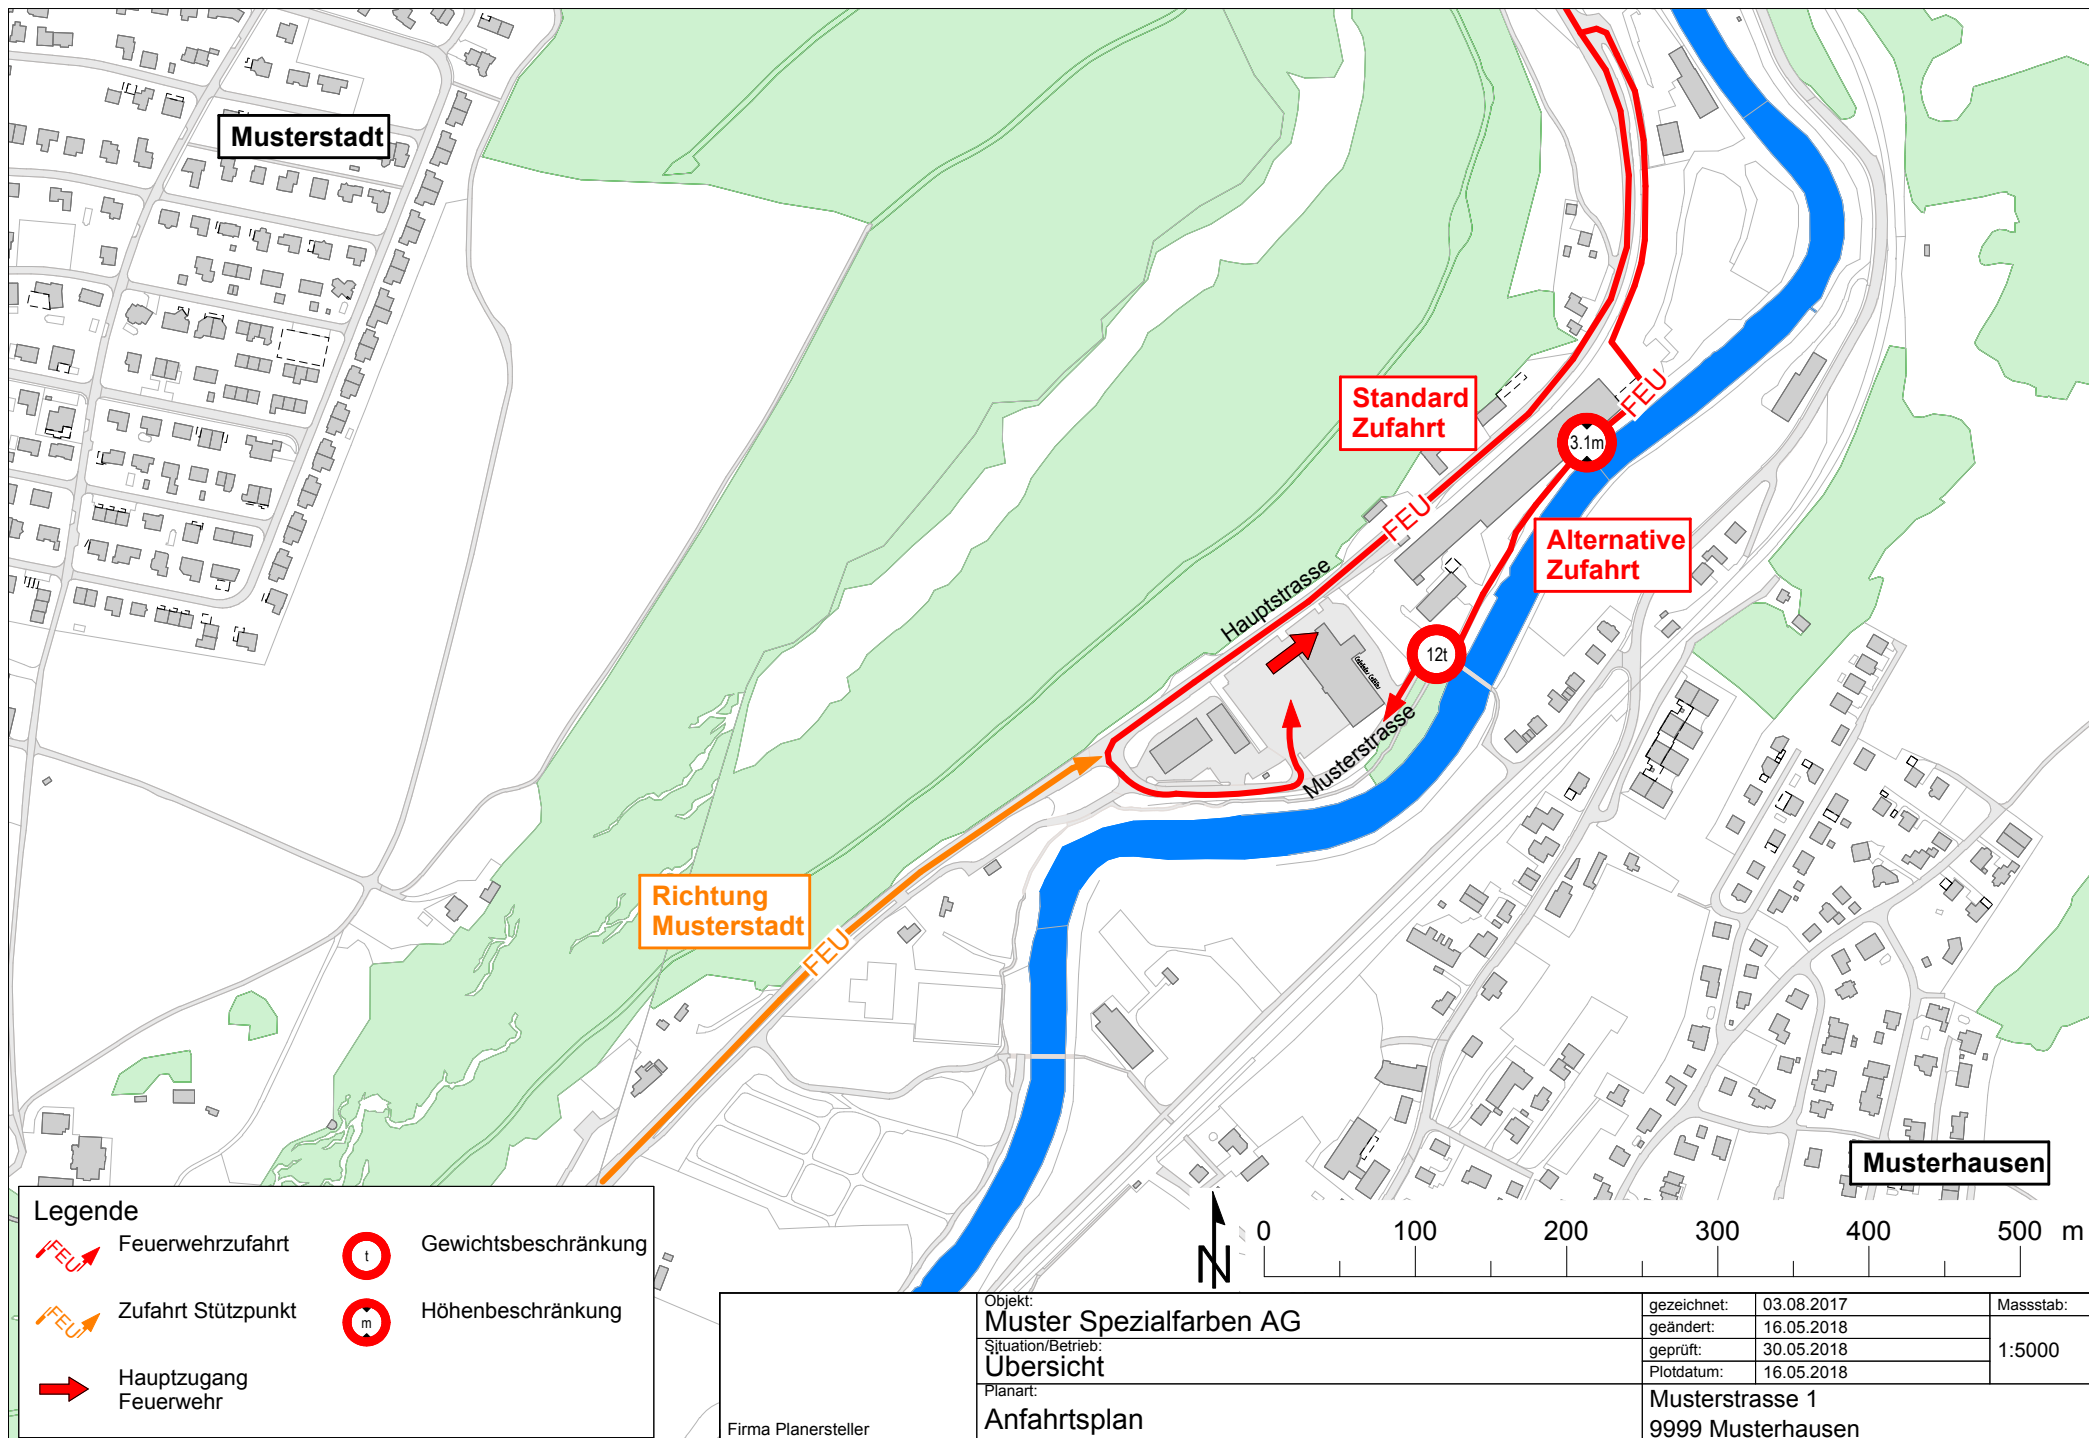 Musterstadt
Standard
Zufahrt
FEU
3.1m
FEU
Alternative
Zufahrt
Hauptstrasse
12t
Musterstrasse
Richtung
Musterstadt
FEU
Musterhausen
Legende
FEU
Feuerwehrzufahrt
t
Gewichtsbeschränkung
FEU
Zufahrt Stützpunkt
m
Höhenbeschränkung
Hauptzugang
Feuerwehr
N
0 100 200 300 400 500 m
Firma Planersteller
Objekt:
Muster Spezialfarben AG
Situation/Betrieb:
Übersicht
Planart:
Anfahrtsplan
gezeichnet: 03.08.2017
geändert: 16.05.2018
geprüft: 30.05.2018
Plotdatum: 16.05.2018
Massstab:
1:5000
Musterstrasse 1
9999 Musterhausen